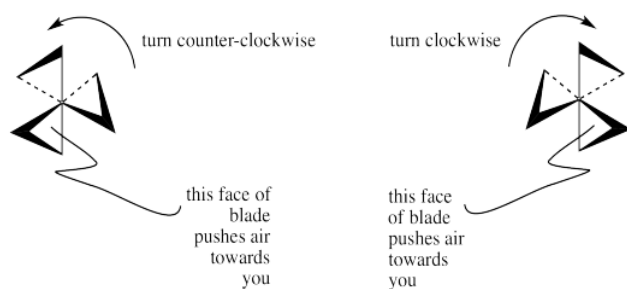 turn counter-clockwise
turn clockwise
this face of
blade
pushes air
towards
you
this face
of blade
pushes air
towards
you